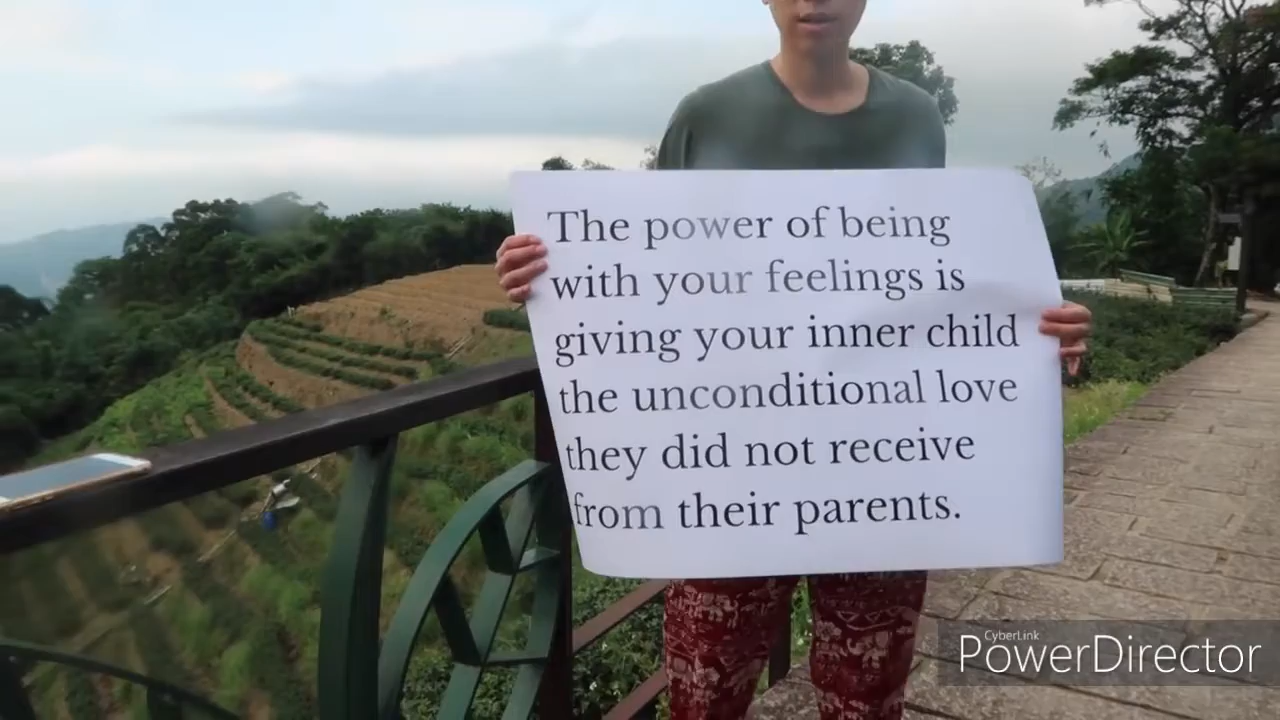 The power of being
with your feelings is
giving your inner child
the unconditional love
they did not receive
from their parents.
CyberLink
PowerDirector